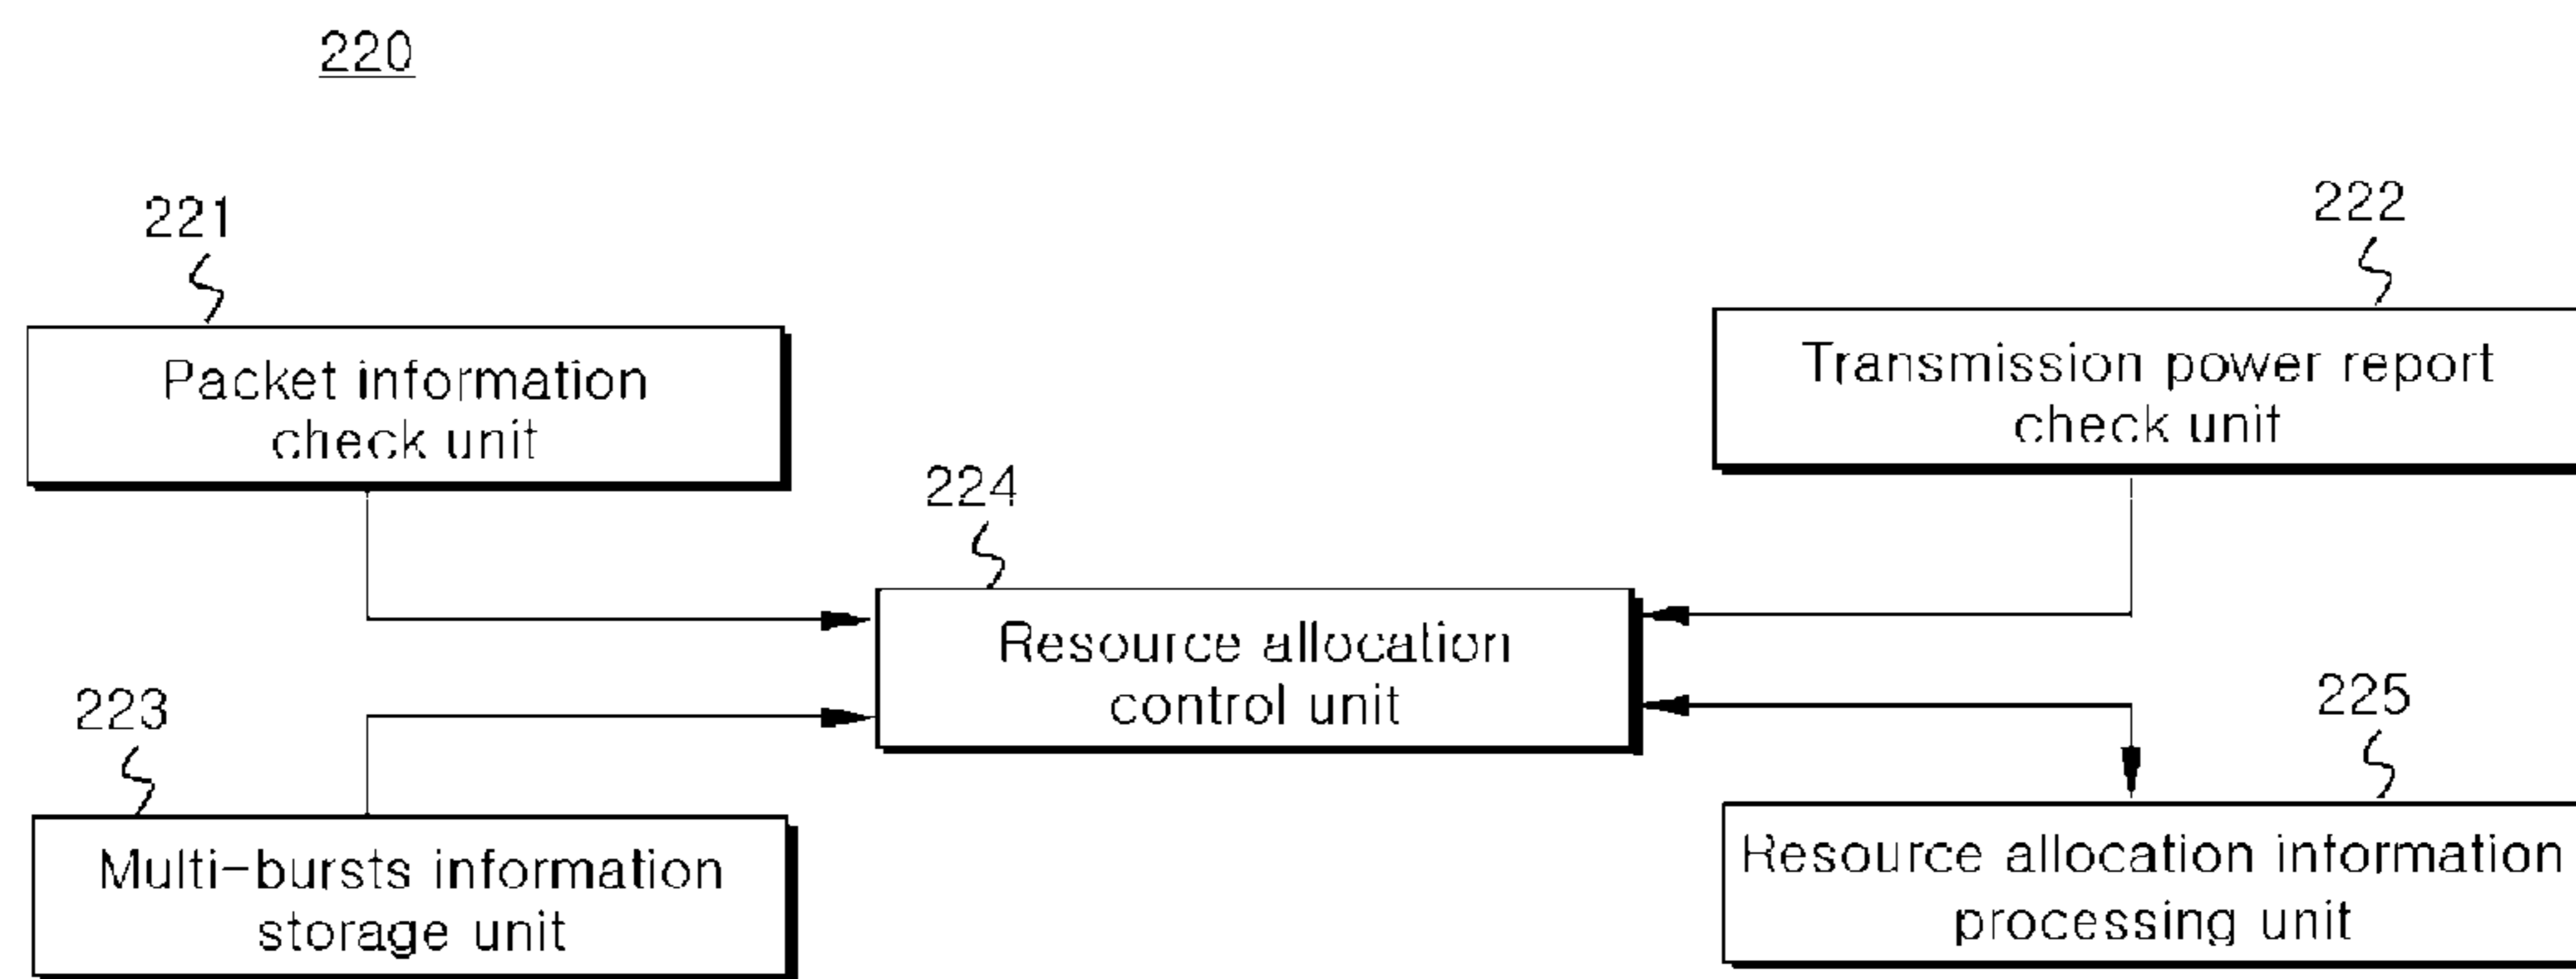 220
221
Packet information
check unit
222
Transmission power report
check unit
224
Resource allocation
control unit
223
Multi-bursts information
storage unit
225
Resource allocation information
processing unit